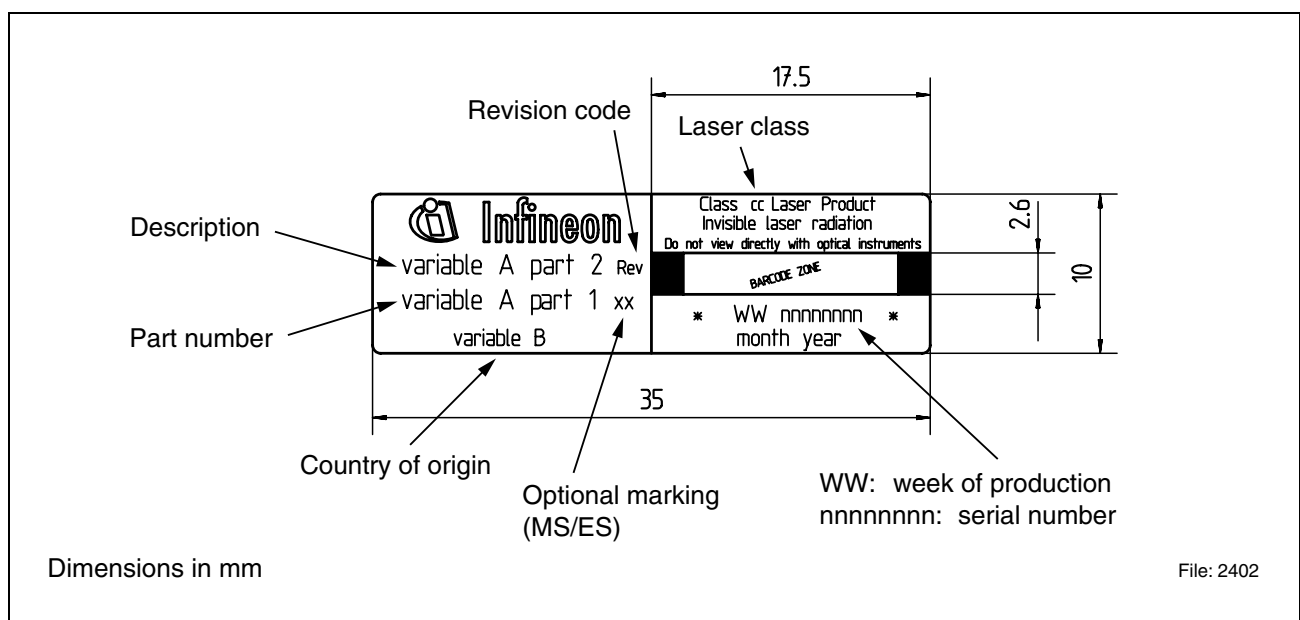 17.5
Revision code
Laser class
Infineon
Class cc Laser Product
Invisible laser radiation
Do not view directly with optical instruments
2.6
10
Description
variable A part 2 Rev
BARCODE ZONE
variable A part 1 xx
* WW nnnnnnnn *
Part number
variable B
month year
35
Country of origin
Optional marking
(MS/ES)
WW: week of production
nnnnnnnn: serial number
Dimensions in mm
File: 2402